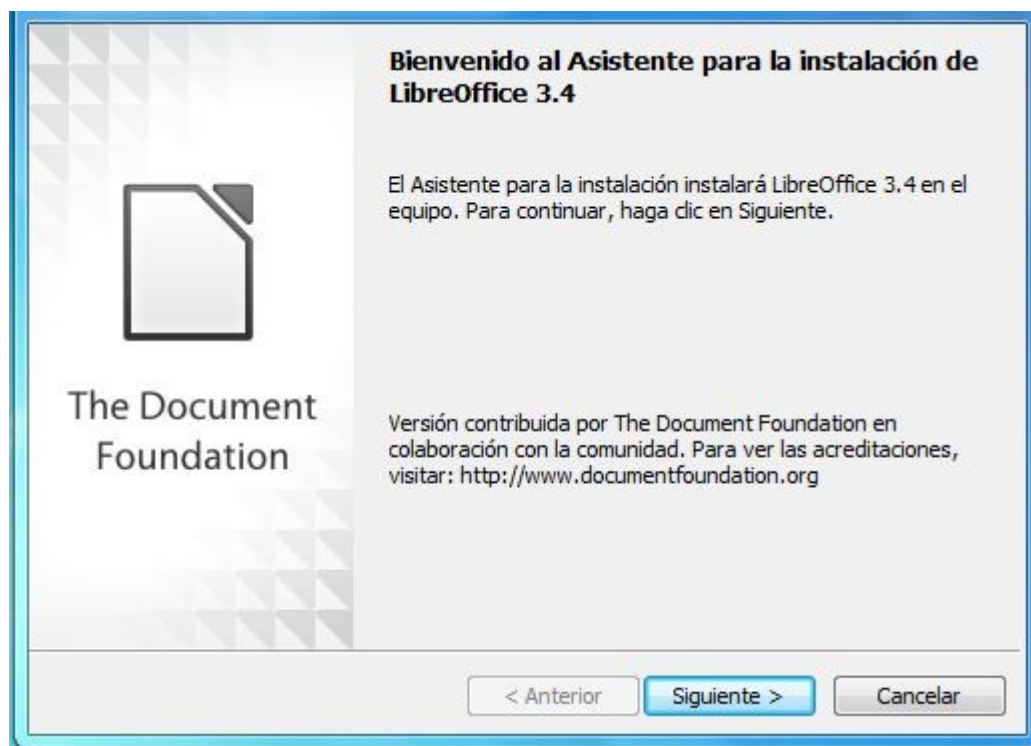 Bienvenido al Asistente para la instalación de
LibreOffice 3.4
El Asistente para la instalación instalará LibreOffice 3.4 en el
equipo. Para continuar, haga clic en Siguiente.
The Document
Foundation
Versión contribuida por The Document Foundation en
colaboración con la comunidad. Para ver las acreditaciones,
visitar: http://www.documentfoundation.org
< Anterior
Siguiente >
Cancelar